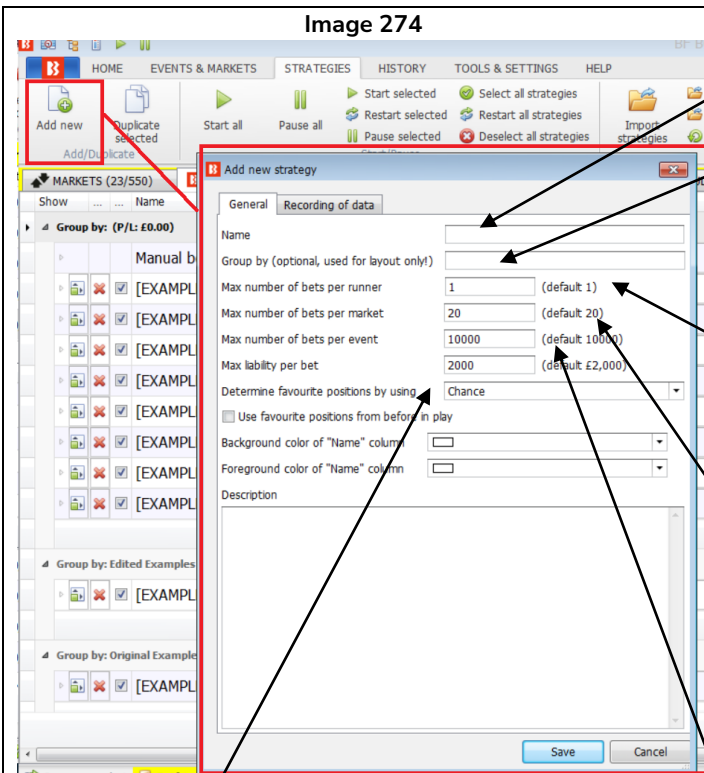 Image 274
BF B
B HOME EVENTS & MARKETS STRATEGIES HISTORY TOOLS & SETTINGS HELP
Add new Duplicate selected Start all Pause all Start selected Select all strategies Import strategies
Restart selected Restart all strategies
Pause selected Deselect all strategies
Add/Duplicate
MARKETS (23/550)
Add new strategy
Show ... ... Name
General Recording of data
Group by: (P/L: £0.00)
Name
Manual b
Group by (optional, used for layout only!)
[EXAMPL
Max number of bets per runner 1 (default 1)
[EXAMPL
Max number of bets per market 20 (default 20)
[EXAMPL
Max number of bets per event 10000 (default 10000)
[EXAMPL
Max liability per bet 2000 (default £2,000)
[EXAMPL
Determine favourite positions by using Chance
[EXAMPL
Use favourite positions from before in play
[EXAMPL
Background color of "Name" column
[EXAMPL
Foreground color of "Name" column
Description
Group by: Edited Examples
[EXAMPL
Group by: Original Example
[EXAMPL
Save Cancel